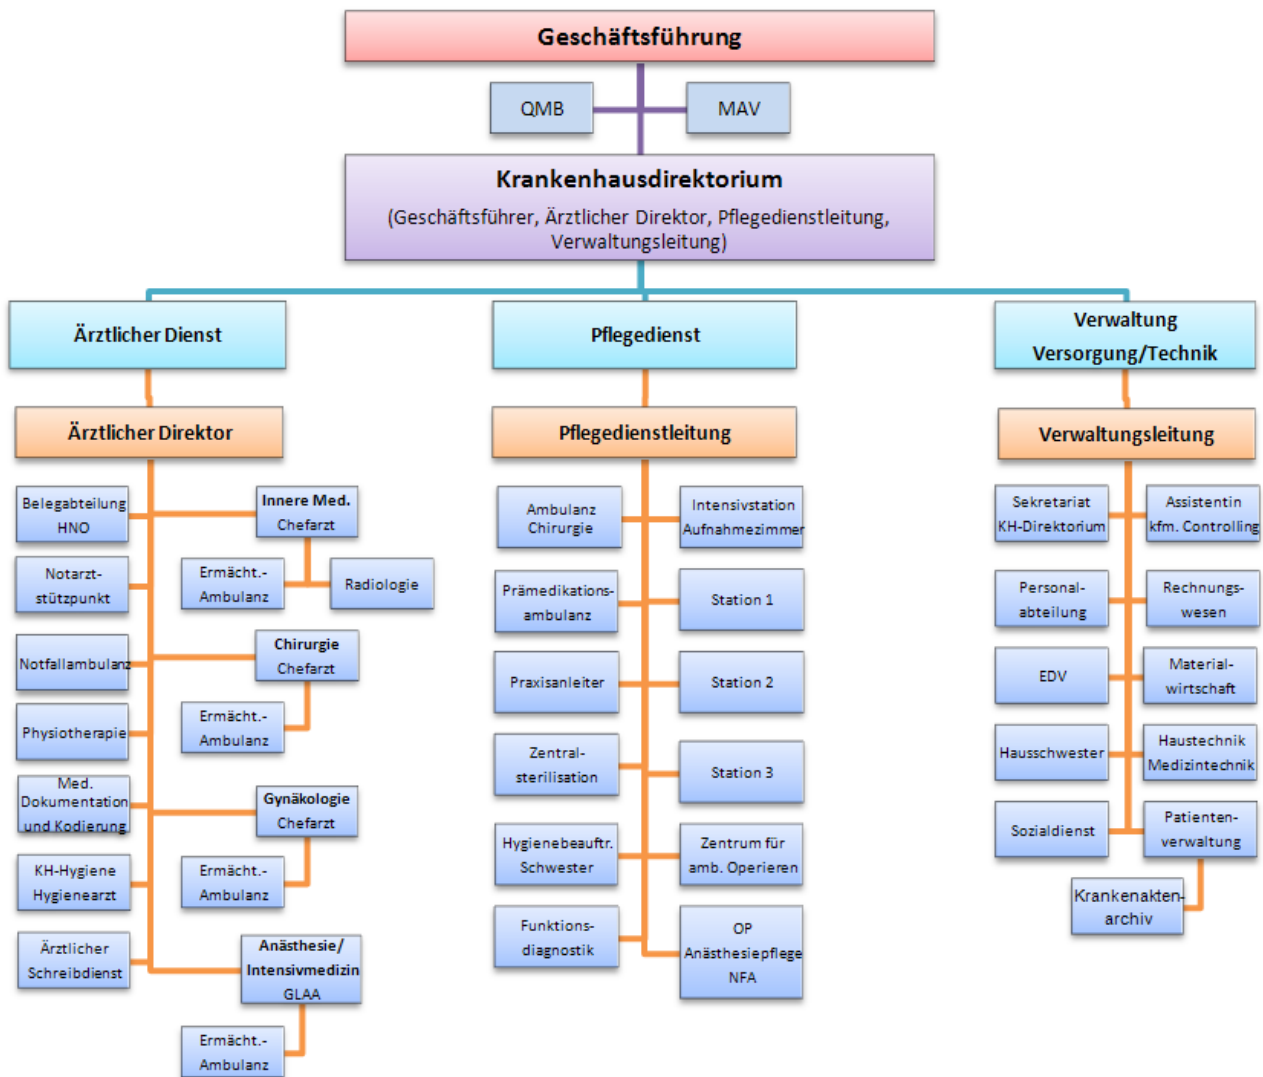 Geschäftsführung
QMB
MAV
Krankenhausdirektorium
(Geschäftsführer, Ärztlicher Direktor, Pflegedienstleitung,
Verwaltungsleitung)
Ärztlicher Dienst
Ärztlicher Direktor
Belegabteilung
HNO
Innere Med.
Chefarzt
Ermächt.-
Ambulanz
Radiologie
Notarzt-
stützpunkt
Notfallambulanz
Chirurgie
Chefarzt
Ermächt.-
Ambulanz
Physiotherapie
Med.
Dokumentation
und Kodierung
Gynäkologie
Chefarzt
Ermächt.-
Ambulanz
KH-Hygiene
Hygienearzt
Ärztlicher
Schreibdienst
Anästhesie/
Intensivmedizin
GLAA
Ermächt.-
Ambulanz
Pflegedienst
Pflegedienstleitung
Ambulanz
Chirurgie
Intensivstation
Aufnahmezimmer
Prämedikations-
ambulanz
Station 1
Praxisanleiter
Station 2
Zentral-
sterilisation
Station 3
Hygienebeauftr.
Schwester
Zentrum für
amb. Operieren
Funktions-
diagnostik
OP
Anästhesiepflege
NFA
Verwaltung
Versorgung/Technik
Verwaltungsleitung
Sekretariat
KH-Direktorium
Assistentin
kfm. Controlling
Personal-
abteilung
Rechnungs-
wesen
EDV
Material-
wirtschaft
Hausschwester
Haustechnik
Medizintechnik
Sozialdienst
Patienten-
verwaltung
Krankenakten-
archiv